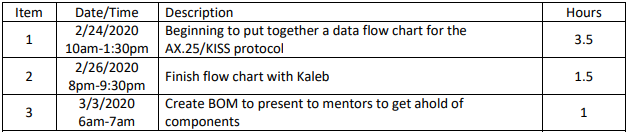 Item Date/Time Description Hours
1 2/24/2020 10am-1:30pm Beginning to put together a data flow chart for the AX.25/KISS protocol 3.5
2 2/26/2020 8pm-9:30pm Finish flow chart with Kaleb 1.5
3 3/3/2020 6am-7am Create BOM to present to mentors to get ahold of components 1